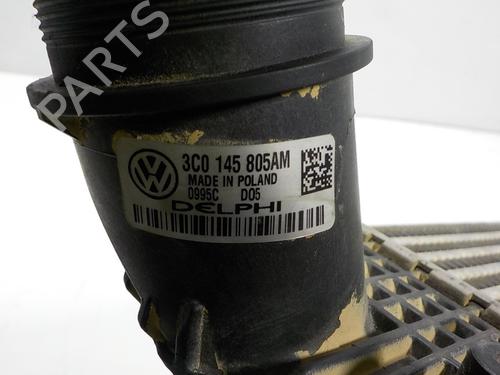 PARTS
3C0 145 805AM
MADE IN POLAND
0995C D05
DELPHI